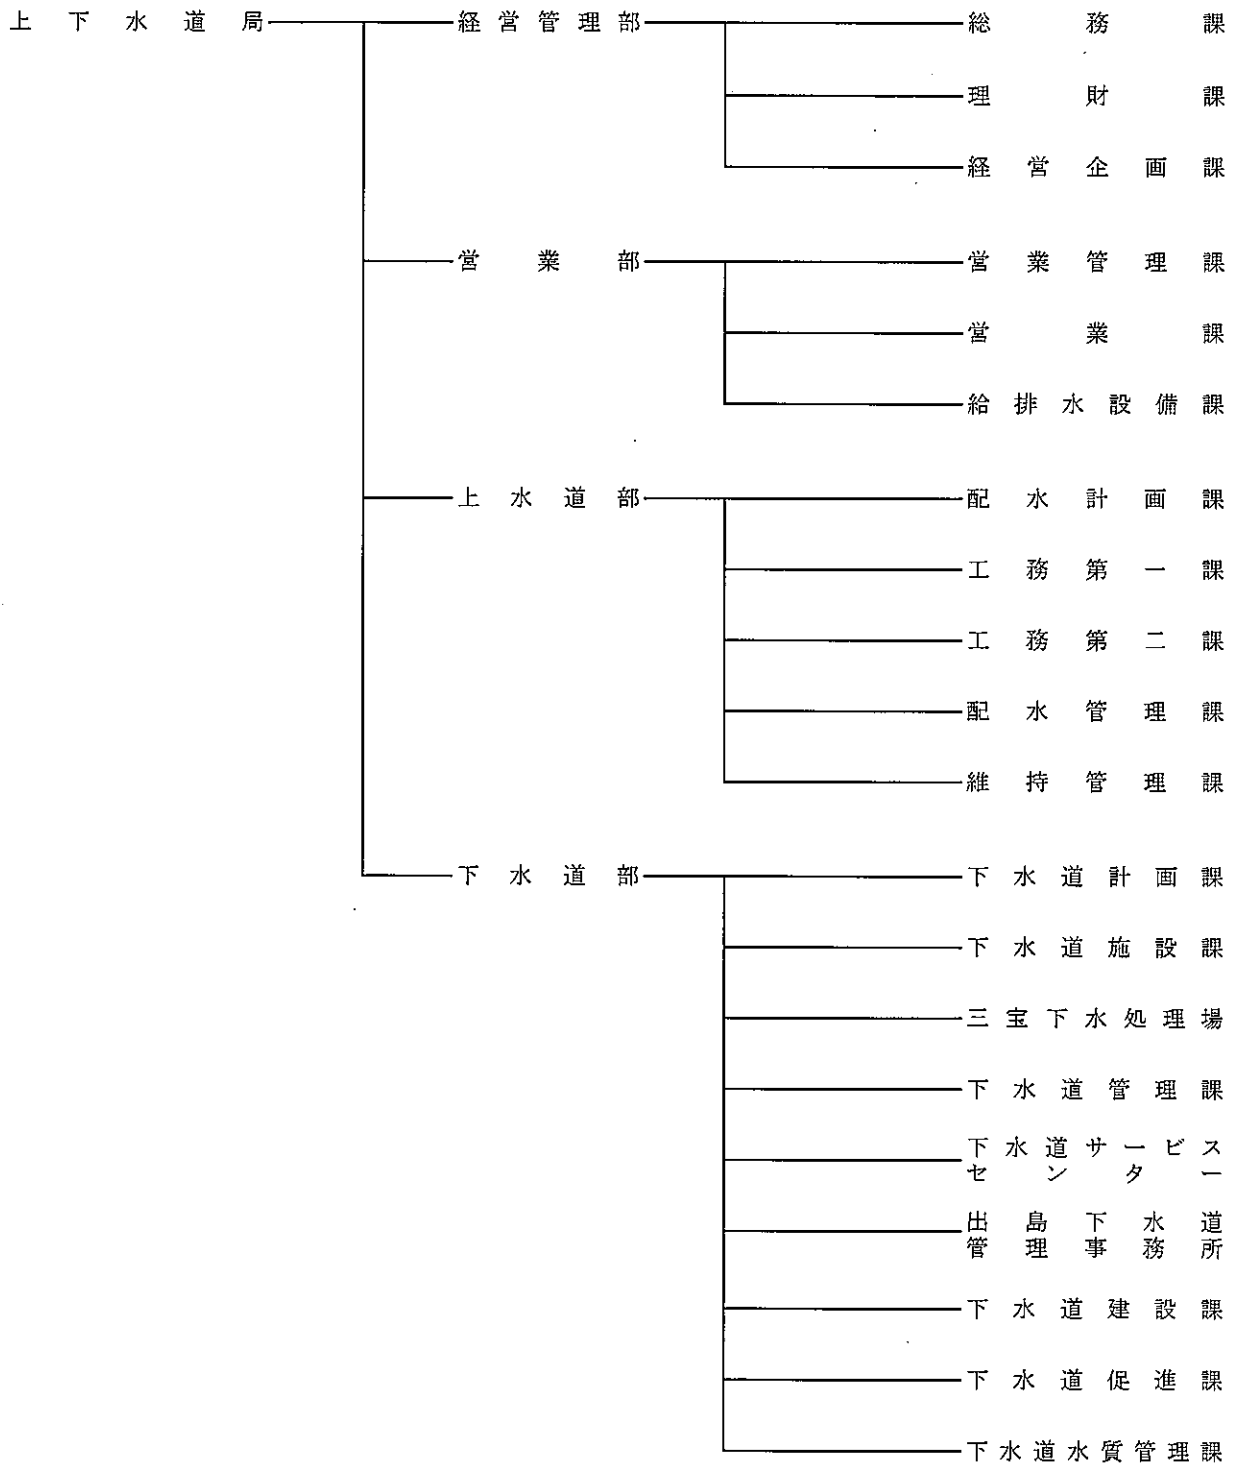 上下水道局 経営管理部 総務課
理財課
経営企画課
営業部 営業管理課
営業課
給排水設備課
上水道部 配水計画課
工務第一課
工務第二課
配水管理課
維持管理課
下水道部 下水道計画課
下水道施設課
三宝下水処理場
下水道管理課
下水道サービス
センター
出島下水道
管理事務所
下水道建設課
下水道促進課
下水道水質管理課